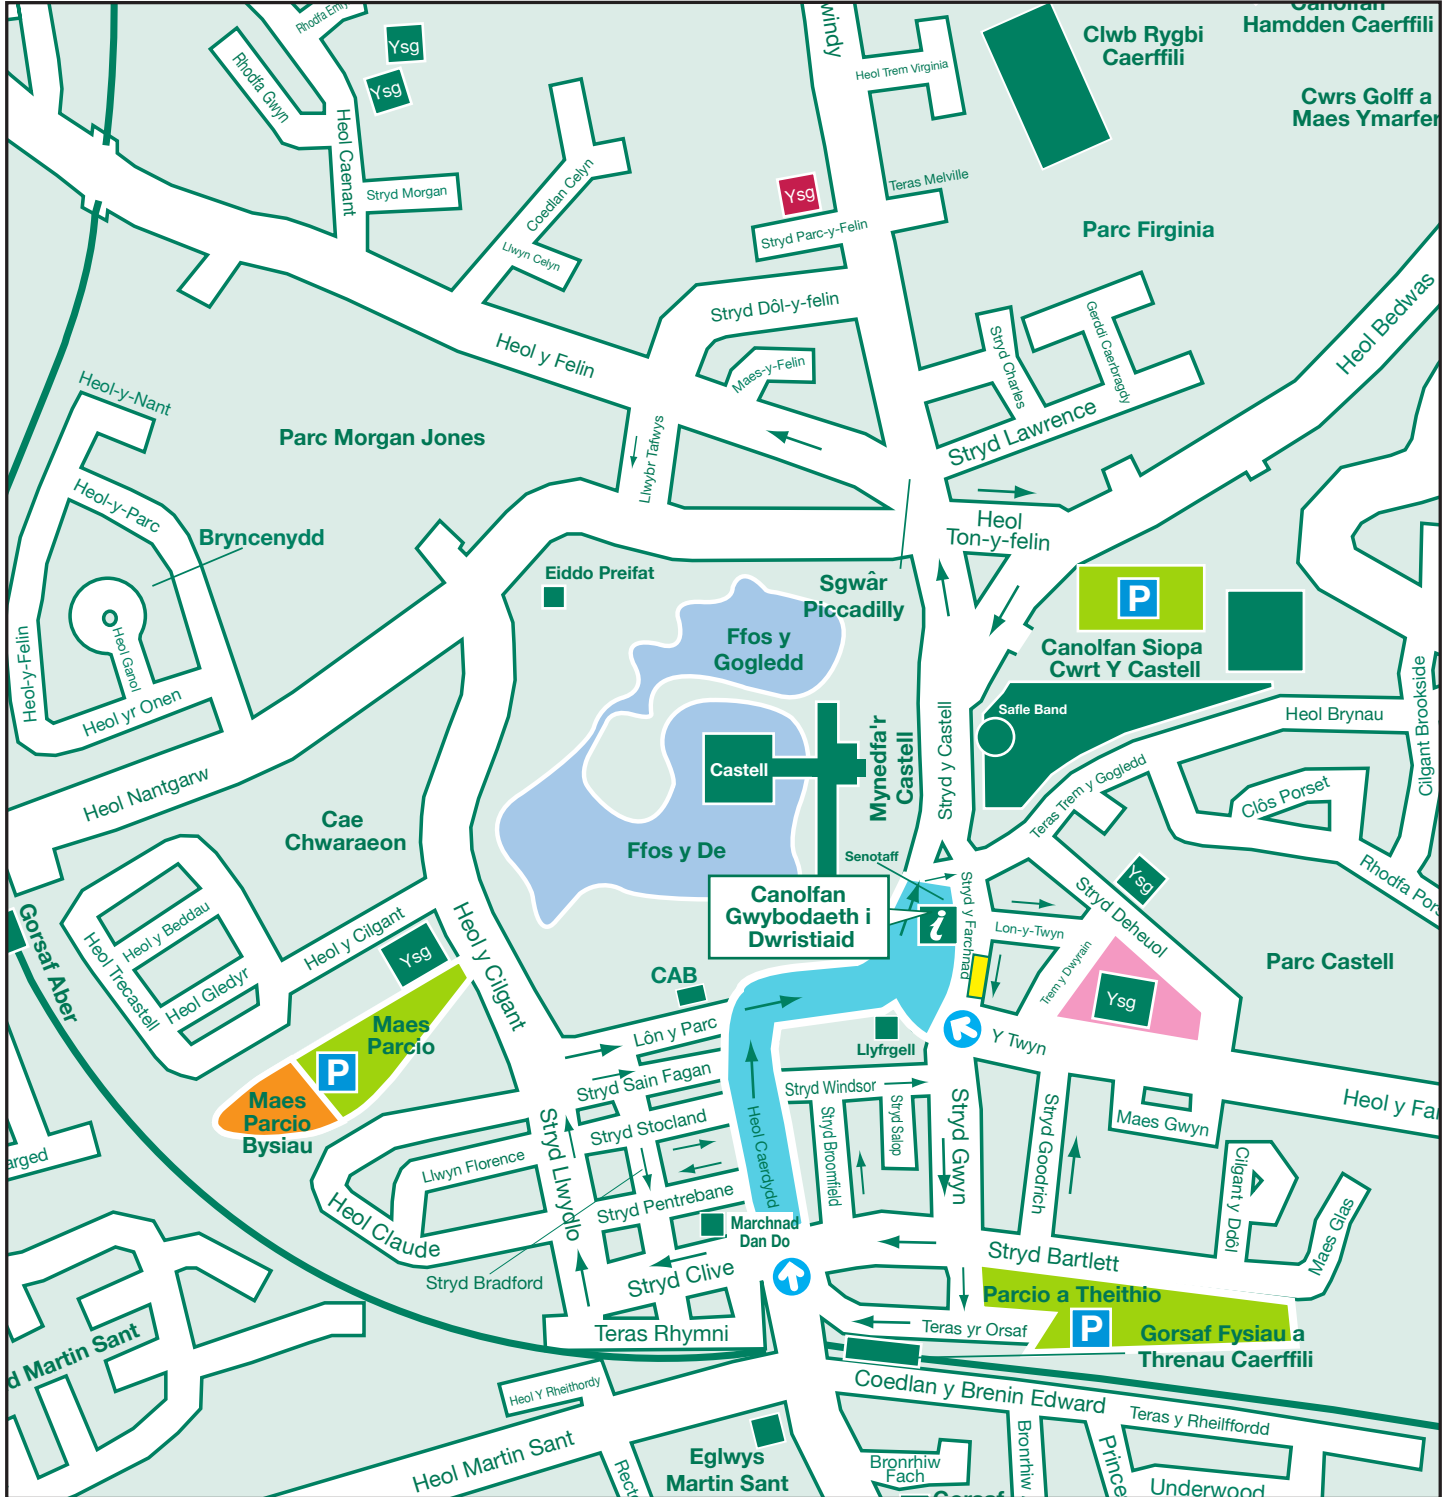 Rhodfa
Ysg
Ysg
Rhodfa Gwyn
Heol Caenant
Stryd Morgan
Coedlan Celyn
Llwyn Celyn
windy
Heol Trem Virginia
Clwb Rygbi
Caerffili
Canolfan
Hamdden Caerffili
Cwrs Golff a
Maes Ymarfer
Ysg
Teras Melville
Stryd Parc-y-Felin
Parc Firginia
Stryd Dôl-y-felin
Heol Bedwas
Heol y Felin
Maes-y-Felin
Stryd Charles
Gerddi Caerbragdy
Stryd Lawrence
Heol-y-Nant
Parc Morgan Jones
Llwybr Tafwys
Heol-y-Parc
Bryncenydd
Heol
Ton-y-felin
Eiddo Preifat
Sgwâr
Piccadilly
P
Canolfan Siopa
Cwrt Y Castell
Ffos y
Gogledd
Heol-y-Felin
Heol Ganol
Heol yr Onen
Cilgant Brookside
Safle Band
Heol Brynau
Castell
Mynedfa'r
Castell
Stryd y Castell
Heol Nantgarw
Teras Trem y Gogledd
Clôs Porset
Cae
Chwaraeon
Ffos y De
Senotaff
Rhodfa Pors
Canolfan
Gwybodaeth i
Dwristiaid
i
Stryd y Farchnad
Stryd Deheuol
Ysg
Gorsaf Aber
Heol y Beddau
Heol Trecastell
Heol Gledyr
Heol y Cilgant
Ysg
Heol y Cilgant
Lon-y-Twyn
Trem y Dwyrain
Parc Castell
CAB
Ysg
Maes
Parcio
P
Lôn y Parc
Llyfrgell
Y Twyn
Maes
Parcio
Bysiau
Stryd Sain Fagan
Stryd Windsor
Heol y Fa
Stryd Stocland
Heol Caerdydd
Stryd Broomfield
Stryd Salop
Stryd Gwyn
Stryd Goodrich
Maes Gwyn
arged
Llwyn Florence
Stryd Llwydlo
Stryd Pentrebane
Cilgant y Ddôl
Maes Glas
Heol Claude
Marchnad
Dan Do
Stryd Bartlett
Stryd Bradford
Stryd Clive
Parcio a Theithio
P
Teras Rhymni
Teras yr Orsaf
Gorsaf Fysiau a
Threnau Caerffili
d Martin Sant
Heol Y Rheithordy
Coedlan y Brenin Edward
Teras y Rheilffordd
Heol Martin Sant
Rect
Eglwys
Martin Sant
Bronrhiw
Fach
Bronrhiw
Prince
Underwood
Gorsaf